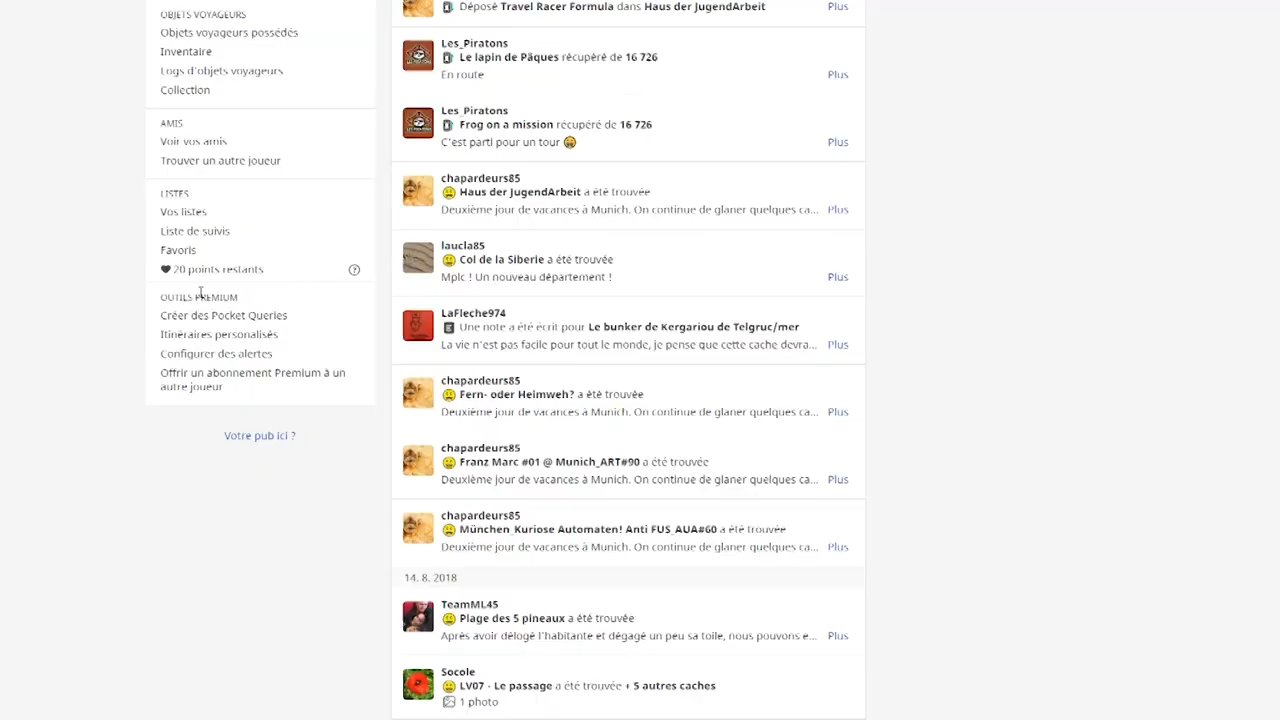 OBJETS VOYAGEURS
Objets voyageurs possédés
Inventaire
Logs d'objets voyageurs
Collection
AMIS
Voir vos amis
Trouver un autre joueur
LISTES
Vos listes
Liste de suivis
Favoris
20 points restants
OUTILS PREMIUM
Créer des Pocket Queries
Itinéraires personalisés
Configurer des alertes
Offrir un abonnement Premium à un
autre joueur
Votre pub ici ?
Déposé Travel Racer Formula dans Haus der JugendArbeit Plus
Les_Piratons
Le lapin de Pâques récupéré de 16 726
En route Plus
Les_Piratons
Frog on a mission récupéré de 16 726
C'est parti pour un tour Plus
chapardeurs85
Haus der JugendArbeit a été trouvée
Deuxième jour de vacances à Munich. On continue de glaner quelques ca... Plus
laucla85
Col de la Siberie a été trouvée
Mplc ! Un nouveau département ! Plus
LaFleche974
Une note a été écrit pour Le bunker de Kergariou de Telgruc/mer
La vie n'est pas facile pour tout le monde, je pense que cette cache devra... Plus
chapardeurs85
Fern- oder Heimweh? a été trouvée
Deuxième jour de vacances à Munich. On continue de glaner quelques ca... Plus
chapardeurs85
Franz Marc #01 @ Munich_ART#90 a été trouvée
Deuxième jour de vacances à Munich. On continue de glaner quelques ca... Plus
chapardeurs85
München_Kuriose Automaten! Anti FUS_AUA#60 a été trouvée
Deuxième jour de vacances à Munich. On continue de glaner quelques ca... Plus
14. 8. 2018
TeamML45
Plage des 5 pineaux a été trouvée
Après avoir délogé l'habitante et dégagé un peu sa toile, nous pouvons e... Plus
Socole
LV07 - Le passage a été trouvée + 5 autres caches
1 photo